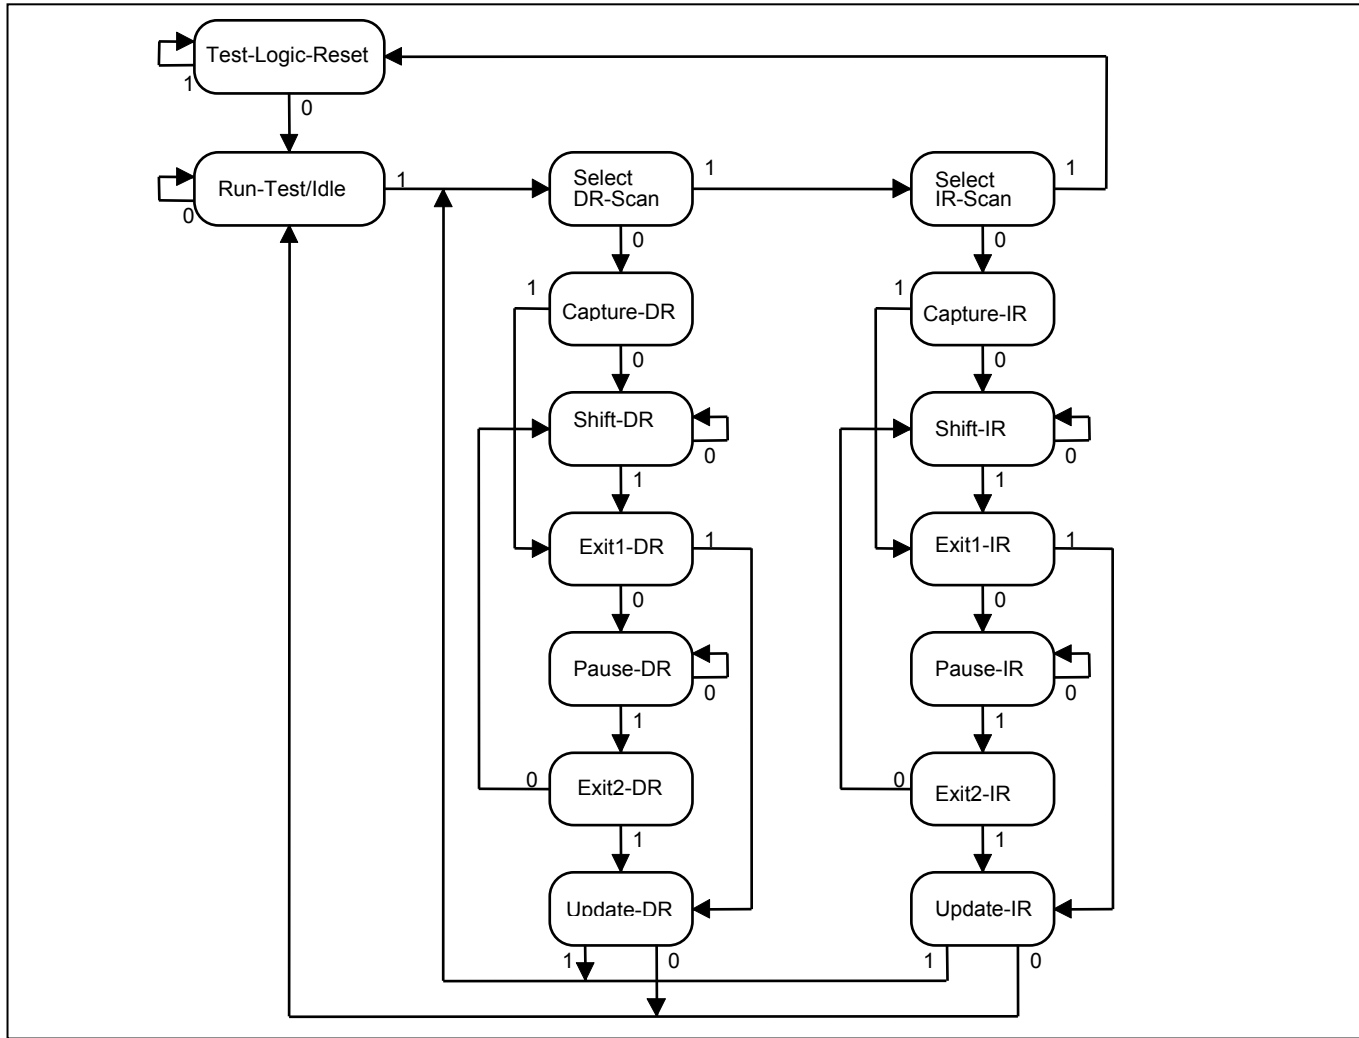 Test-Logic-Reset
1
0
Run-Test/Idle
0
1
Select
DR-Scan
1
Select
IR-Scan
1
0
0
1
Capture-DR
1
Capture-IR
0
0
Shift-DR
0
Shift-IR
0
1
1
Exit1-DR
1
Exit1-IR
1
0
0
Pause-DR
0
Pause-IR
0
1
1
0
Exit2-DR
0
Exit2-IR
1
1
Update-DR
Update-IR
1
0
1
0